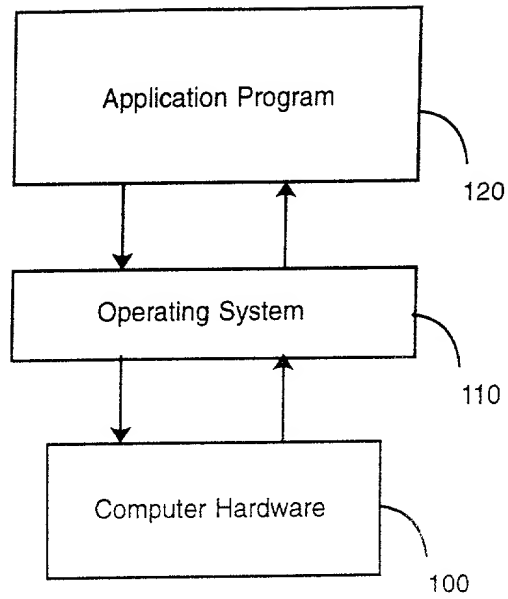 Application Program
120
Operating System
110
Computer Hardware
100